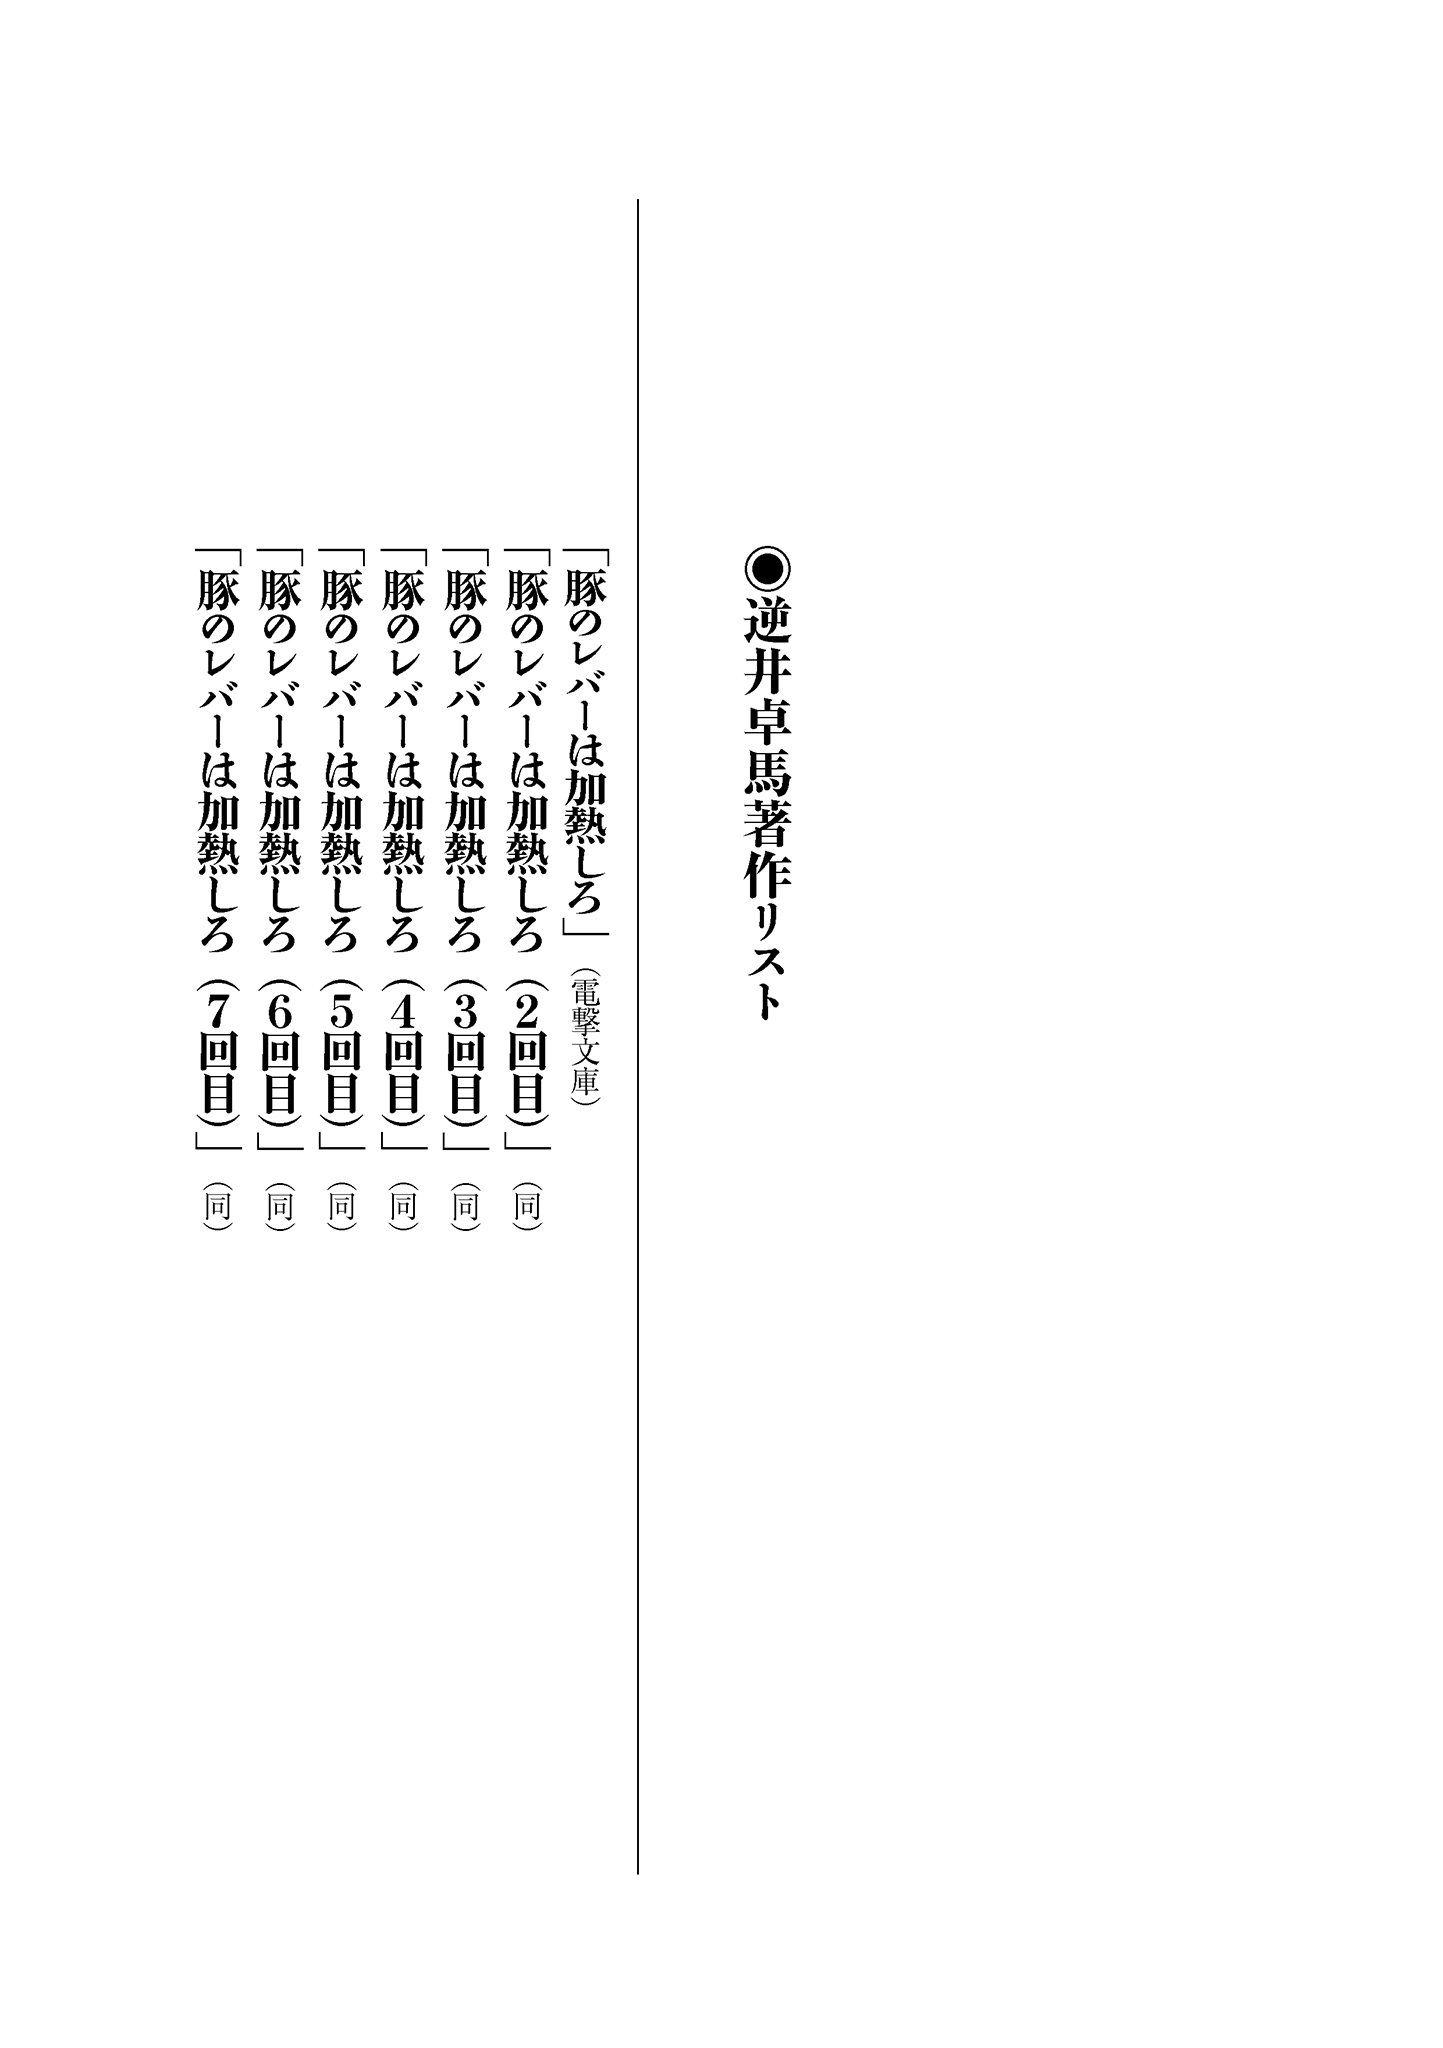 ◉逆井卓馬著作リスト
「豚のレバーは加熱しろ」（電撃文庫）
「豚のレバーは加熱しろ（2回目）」（同）
「豚のレバーは加熱しろ（3回目）」（同）
「豚のレバーは加熱しろ（4回目）」（同）
「豚のレバーは加熱しろ（5回目）」（同）
「豚のレバーは加熱しろ（6回目）」（同）
「豚のレバーは加熱しろ（7回目）」（同）